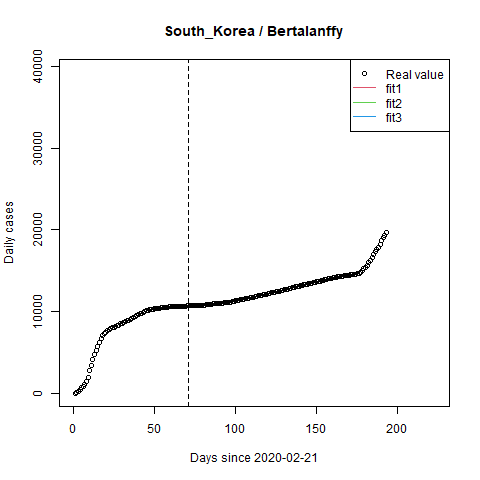 South_Korea / Bertalanffy
Real value
fit1
fit2
fit3
Daily cases
40000
30000
20000
10000
0
0 50 100 150 200
Days since 2020-02-21